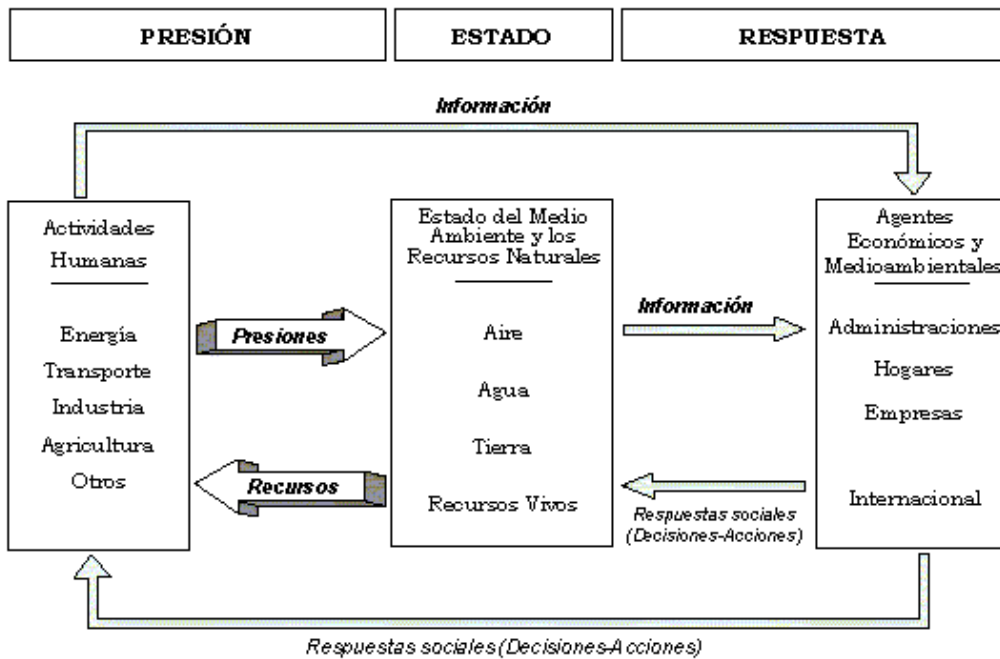 PRESIÓN
ESTADO
RESPUESTA
Información
Actividades
Humanas
Energía
Transporte
Industria
Agricultura
Otros
Presiones
Recursos
Estado del Medio
Ambiente y los
Recursos Naturales
Aire
Agua
Tierra
Recursos Vivos
Información
Respuestas sociales
(Decisiones-Acciones)
Agentes
Económicos y
Medioambientales
Administraciones
Hogares
Empresas
Internacional
Respuestas sociales (Decisiones-Acciones)